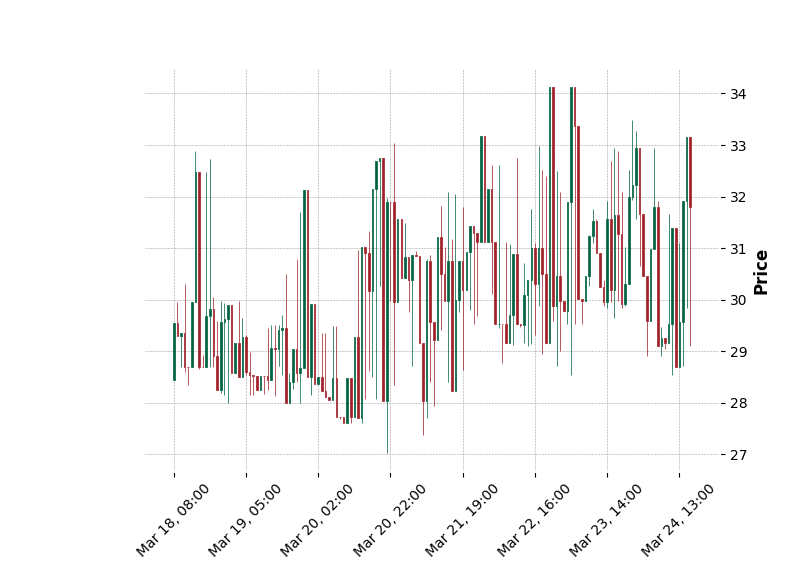 34
33
32
31
30
29
28
27
Price
Mar 18, 08:00
Mar 19, 05:00
Mar 20, 02:00
Mar 20, 22:00
Mar 21, 19:00
Mar 22, 16:00
Mar 23, 14:00
Mar 24, 13:00